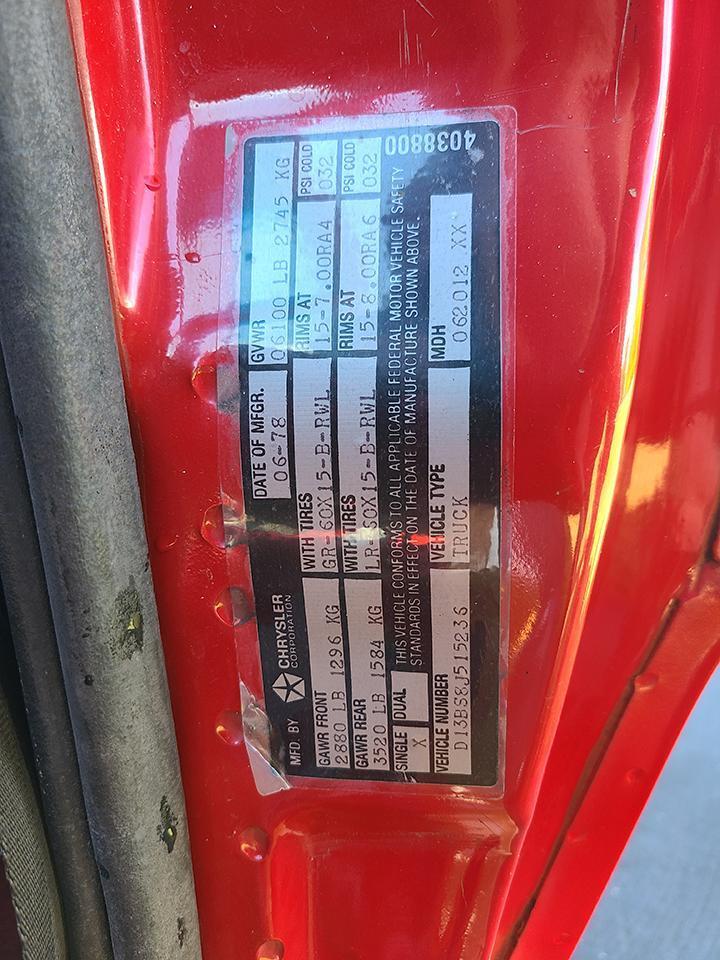 MFD. BY CHRYSLER CORPORATION
DATE OF MFGR. GVWR
06-78 06100 LB 2745 KG
GAWR FRONT WITH TIRES RIMS AT PSI COLD
2880 LB 1296 KG GR-60X15-B-RWL 15-7.00RA4 032
GAWR REAR WITH TIRES RIMS AT PSI COLD
3520 LB 1584 KG LR-60X15-B-RWL 15-8.00RA6 032
SINGLE DUAL
X
THIS VEHICLE CONFORMS TO ALL APPLICABLE FEDERAL MOTOR VEHICLE SAFETY
STANDARDS IN EFFECT ON THE DATE OF MANUFACTURE SHOWN ABOVE.
VEHICLE NUMBER VEHICLE TYPE MDH
D13BS8J515236 TRUCK 062012 XX
4038800